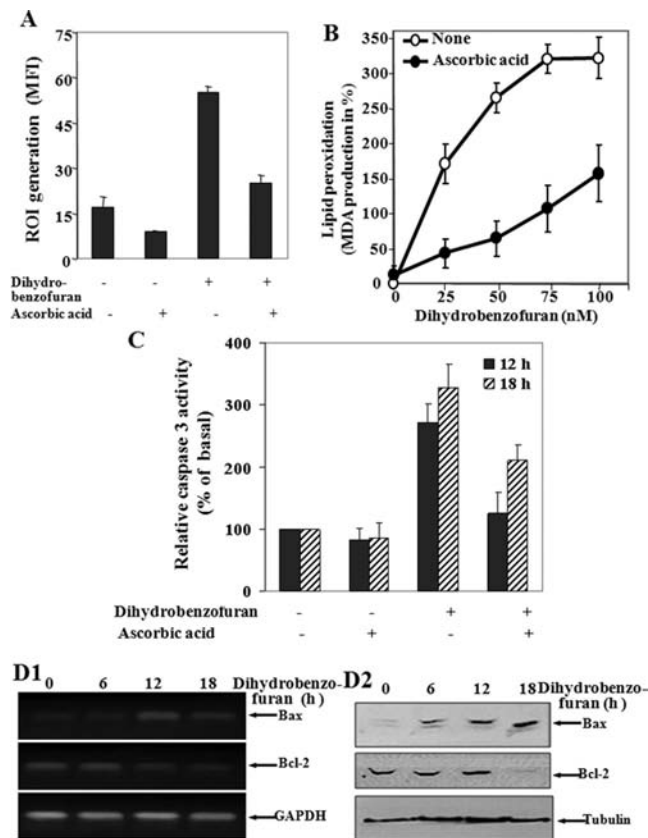 A
ROI generation (MFI)
75
60
45
30
15
0
Dihydro-
benzofuran
- - + +
Ascorbic acid
- + - +
B
None
Ascorbic acid
Lipid peroxidation
(MDA production in %)
350
300
250
200
150
100
50
0
0 25 50 75 100
Dihydrobenzofuran (nM)
C
Relative caspase 3 activity
(% of basal)
400
300
200
100
0
12 h
18 h
Dihydrobenzofuran - - + +
Ascorbic acid - + - +
D1
0 6 12 18
Dihydrobenzo-
furan (h)
Bax
Bcl-2
GAPDH
D2
0 6 12 18
Dihydrobenzo-
furan (h)
Bax
Bcl-2
Tubulin